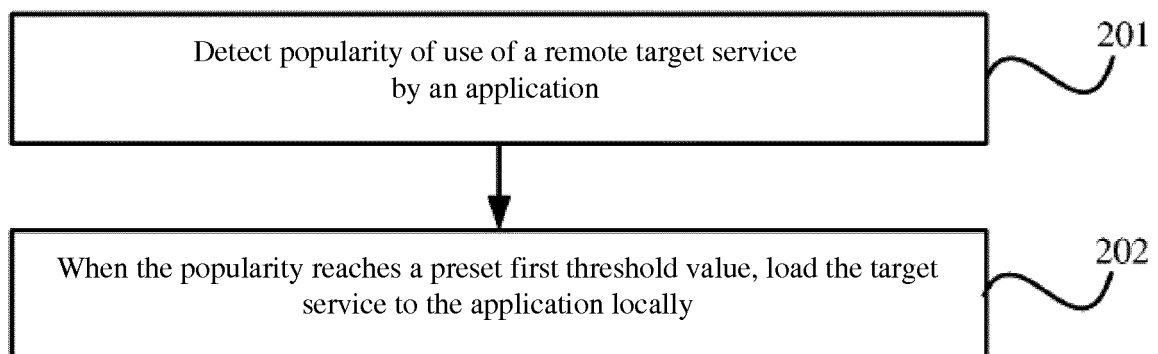 Detect popularity of use of a remote target service
by an application
201
When the popularity reaches a preset first threshold value, load the target
service to the application locally
202